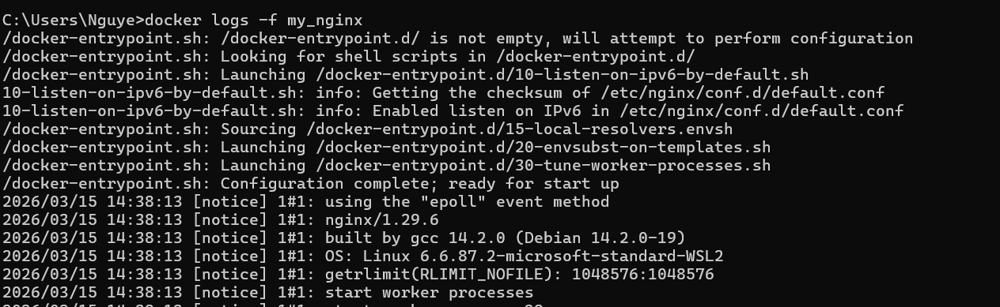 C:\Users\Nguye>docker logs -f my_nginx
/docker-entrypoint.sh: /docker-entrypoint.d/ is not empty, will attempt to perform configuration
/docker-entrypoint.sh: Looking for shell scripts in /docker-entrypoint.d/
/docker-entrypoint.sh: Launching /docker-entrypoint.d/10-listen-on-ipv6-by-default.sh
10-listen-on-ipv6-by-default.sh: info: Getting the checksum of /etc/nginx/conf.d/default.conf
10-listen-on-ipv6-by-default.sh: info: Enabled listen on IPv6 in /etc/nginx/conf.d/default.conf
/docker-entrypoint.sh: Sourcing /docker-entrypoint.d/15-local-resolvers.envsh
/docker-entrypoint.sh: Launching /docker-entrypoint.d/20-envsubst-on-templates.sh
/docker-entrypoint.sh: Launching /docker-entrypoint.d/30-tune-worker-processes.sh
/docker-entrypoint.sh: Configuration complete; ready for start up
2026/03/15 14:38:13 [notice] 1#1: using the "epoll" event method
2026/03/15 14:38:13 [notice] 1#1: nginx/1.29.6
2026/03/15 14:38:13 [notice] 1#1: built by gcc 14.2.0 (Debian 14.2.0-19)
2026/03/15 14:38:13 [notice] 1#1: OS: Linux 6.6.87.2-microsoft-standard-WSL2
2026/03/15 14:38:13 [notice] 1#1: getrlimit(RLIMIT_NOFILE): 1048576:1048576
2026/03/15 14:38:13 [notice] 1#1: start worker processes